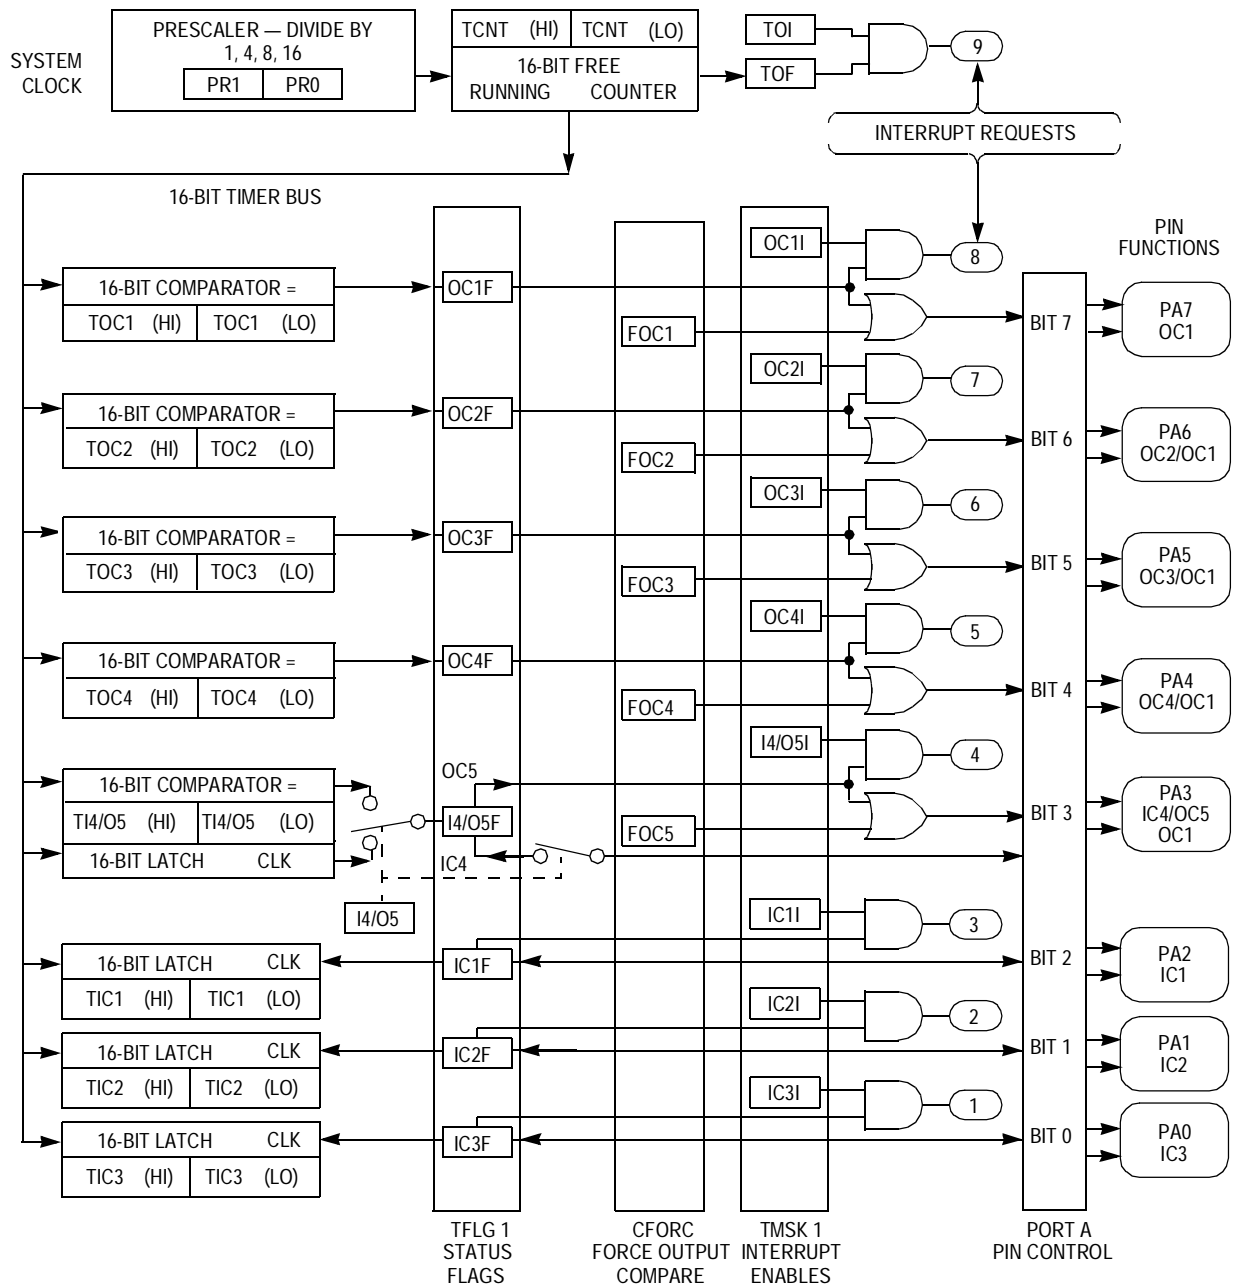 SYSTEM
CLOCK
PRESCALER — DIVIDE BY
1, 4, 8, 16
PR1 PR0
TCNT (HI) TCNT (LO)
16-BIT FREE
RUNNING COUNTER
TOI
TOF
9
INTERRUPT REQUESTS
16-BIT TIMER BUS
PIN
FUNCTIONS
OC1I
8
16-BIT COMPARATOR =
TOC1 (HI) TOC1 (LO)
OC1F
FOC1
BIT 7
PA7
OC1
OC2I
7
16-BIT COMPARATOR =
TOC2 (HI) TOC2 (LO)
OC2F
FOC2
BIT 6
PA6
OC2/OC1
OC3I
6
16-BIT COMPARATOR =
TOC3 (HI) TOC3 (LO)
OC3F
FOC3
BIT 5
PA5
OC3/OC1
OC4I
5
16-BIT COMPARATOR =
TOC4 (HI) TOC4 (LO)
OC4F
FOC4
BIT 4
PA4
OC4/OC1
I4/O5I
4
16-BIT COMPARATOR =
TI4/O5 (HI) TI4/O5 (LO)
16-BIT LATCH CLK
OC5
I4/O5F
IC4
FOC5
BIT 3
PA3
IC4/OC5
OC1
I4/O5
IC1I
3
16-BIT LATCH CLK
TIC1 (HI) TIC1 (LO)
IC1F
BIT 2
PA2
IC1
IC2I
2
16-BIT LATCH CLK
TIC2 (HI) TIC2 (LO)
IC2F
BIT 1
PA1
IC2
IC3I
1
16-BIT LATCH CLK
TIC3 (HI) TIC3 (LO)
IC3F
BIT 0
PA0
IC3
TFLG 1
STATUS
FLAGS
CFORC
FORCE OUTPUT
COMPARE
TMSK 1
INTERRUPT
ENABLES
PORT A
PIN CONTROL